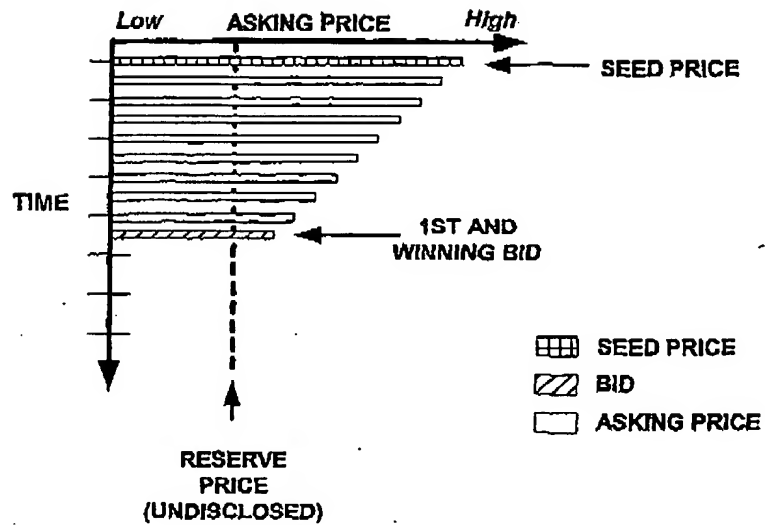 Low ASKING PRICE High
SEED PRICE
TIME
1ST AND
WINNING BID
SEED PRICE
BID
ASKING PRICE
RESERVE
PRICE
(UNDISCLOSED)